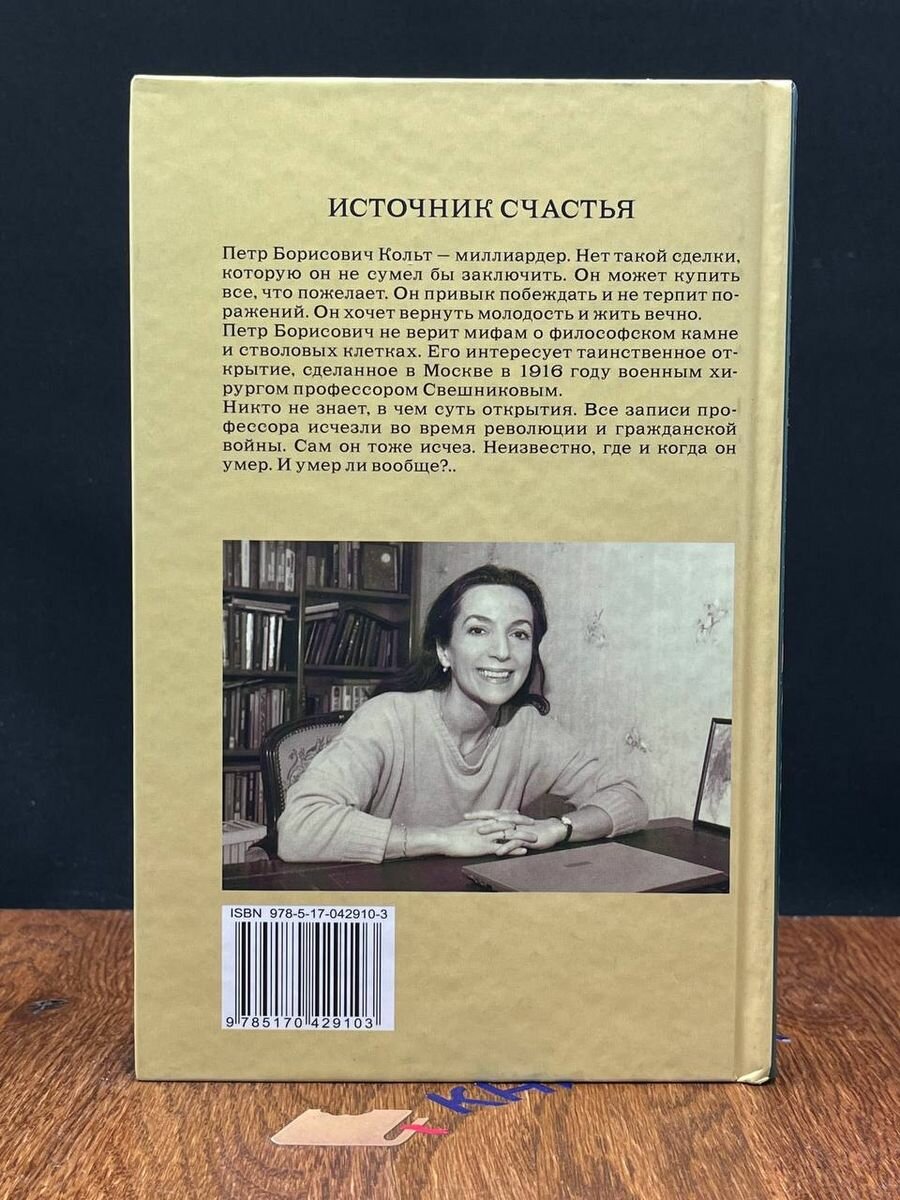 ИСТОЧНИК СЧАСТЬЯ
Петр Борисович Кольт — миллиардер. Нет такой сделки,
которую он не сумел бы заключить. Он может купить
все, что пожелает. Он привык побеждать и не терпит по-
ражений. Он хочет вернуть молодость и жить вечно.
Петр Борисович не верит мифам о философском камне
и стволовых клетках. Его интересует таинственное от-
крытие, сделанное в Москве в 1916 году военным хи-
рургом профессором Свешниковым.
Никто не знает, в чем суть открытия. Все записи про-
фессора исчезли во время революции и гражданской
войны. Сам он тоже исчез. Неизвестно, где и когда он
умер. И умер ли вообще?..
ISBN 978-5-17-042910-3
9 785170 429103